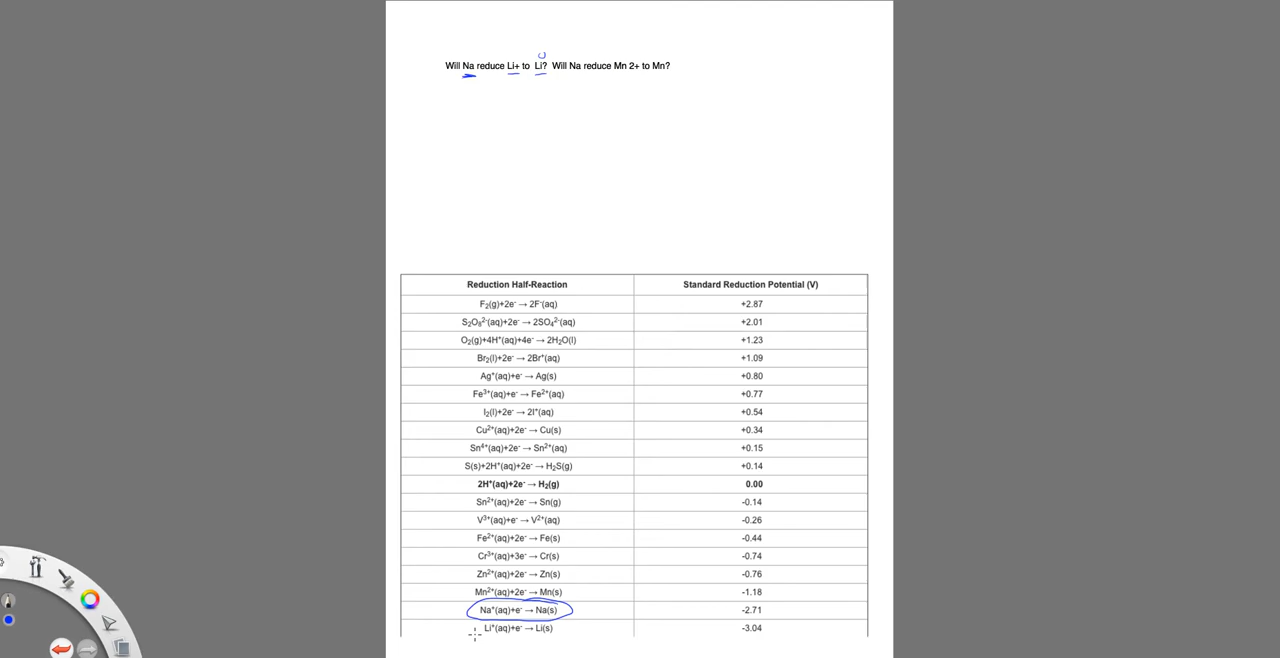 Will Na reduce Li+ to Li? Will Na reduce Mn 2+ to Mn?
Reduction Half-Reaction Standard Reduction Potential (V)
F₂(g)+2e⁻ → 2F⁻(aq) +2.87
S₂O₈²⁻(aq)+2e⁻ → 2SO₄²⁻(aq) +2.01
O₂(g)+4H⁺(aq)+4e⁻ → 2H₂O(l) +1.23
Br₂(l)+2e⁻ → 2Br⁺(aq) +1.09
Ag⁺(aq)+e⁻ → Ag(s) +0.80
Fe³⁺(aq)+e⁻ → Fe²⁺(aq) +0.77
I₂(l)+2e⁻ → 2I⁺(aq) +0.54
Cu²⁺(aq)+2e⁻ → Cu(s) +0.34
Sn⁴⁺(aq)+2e⁻ → Sn²⁺(aq) +0.15
S(s)+2H⁺(aq)+2e⁻ → H₂S(g) +0.14
2H⁺(aq)+2e⁻ → H₂(g) 0.00
Sn²⁺(aq)+2e⁻ → Sn(g) -0.14
V³⁺(aq)+e⁻ → V²⁺(aq) -0.26
Fe²⁺(aq)+2e⁻ → Fe(s) -0.44
Cr³⁺(aq)+3e⁻ → Cr(s) -0.74
Zn²⁺(aq)+2e⁻ → Zn(s) -0.76
Mn²⁺(aq)+2e⁻ → Mn(s) -1.18
Na⁺(aq)+e⁻ → Na(s) -2.71
Li⁺(aq)+e⁻ → Li(s) -3.04